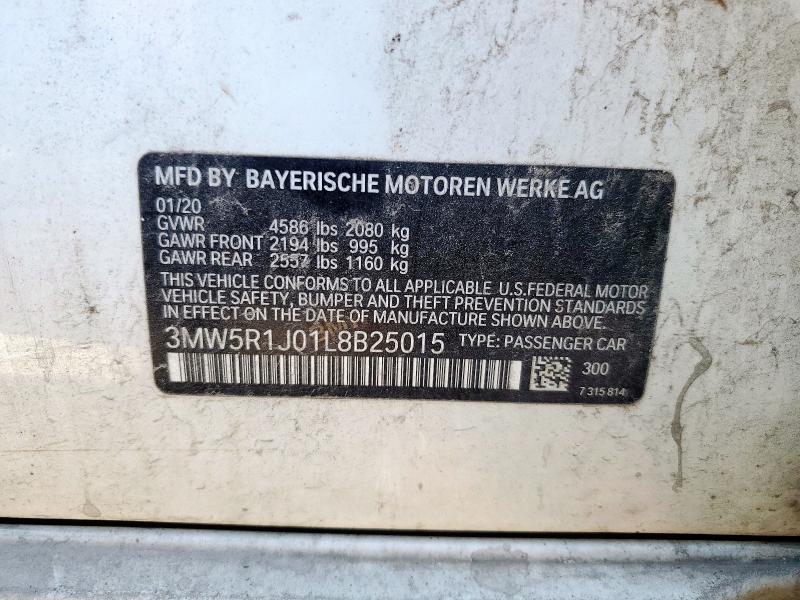 MFD BY BAYERISCHE MOTOREN WERKE AG
01/20
GVWR 4586 lbs 2080 kg
GAWR FRONT 2194 lbs 995 kg
GAWR REAR 2557 lbs 1160 kg
THIS VEHICLE CONFORMS TO ALL APPLICABLE U.S.FEDERAL MOTOR
VEHICLE SAFETY, BUMPER AND THEFT PREVENTION STANDARDS
IN EFFECT ON THE DATE OF MANUFACTURE SHOWN ABOVE.
3MW5R1J01L8B25015 TYPE: PASSENGER CAR
300
7 315 814